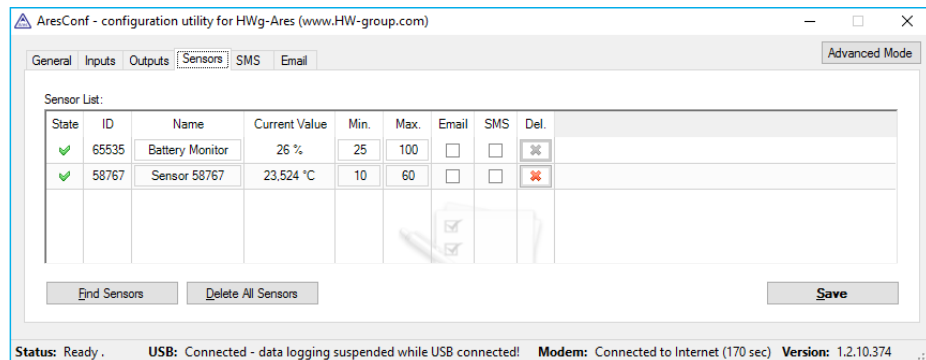 AresConf - configuration utility for HWg-Ares (www.HW-group.com)
Advanced Mode
General Inputs Outputs Sensors SMS Email
Sensor List:
State ID Name Current Value Min. Max. Email SMS Del.
65535 Battery Monitor 26 % 25 100
58767 Sensor 58767 23,524 °C 10 60
Find Sensors Delete All Sensors Save
Status: Ready . USB: Connected - data logging suspended while USB connected! Modem: Connected to Internet (170 sec) Version: 1.2.10.374